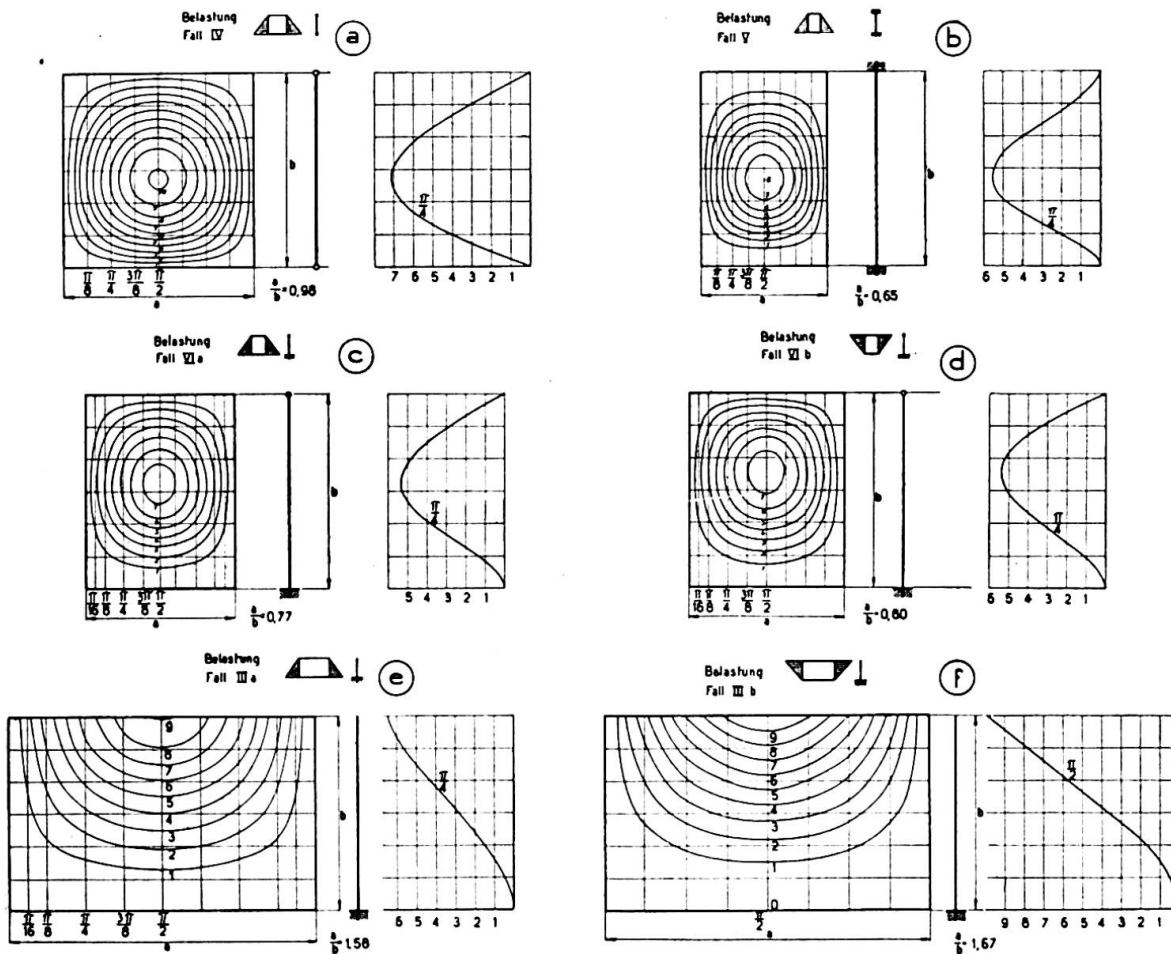 Belastung
Fall IV
a
b
7 6 5 4 3 2 1
π/8 π/4 3π/8 π/2
a
a/b=0,98
π/4
Belastung
Fall V
b
b
6 5 4 3 2 1
π/8 π/4 3π/8 π/2
a
a/b=0,65
π/4
Belastung
Fall VI a
c
b
5 4 3 2 1
π/16 π/8 π/4 3π/8 π/2
a
a/b=0,77
π/4
Belastung
Fall VI b
d
b
6 5 4 3 2 1
π/16 π/8 π/4 3π/8 π/2
a
a/b=0,80
π/4
Belastung
Fall III a
e
9
8
7
6
5
4
3
2
1
b
π/4
6 5 4 3 2 1
π/16 π/8 π/4 3π/8 π/2
a
a/b=1.58
Belastung
Fall III b
f
9
8
7
6
5
4
3
2
1
0
b
π/2
9 8 7 6 5 4 3 2 1
π/2
a
a/b=1,67